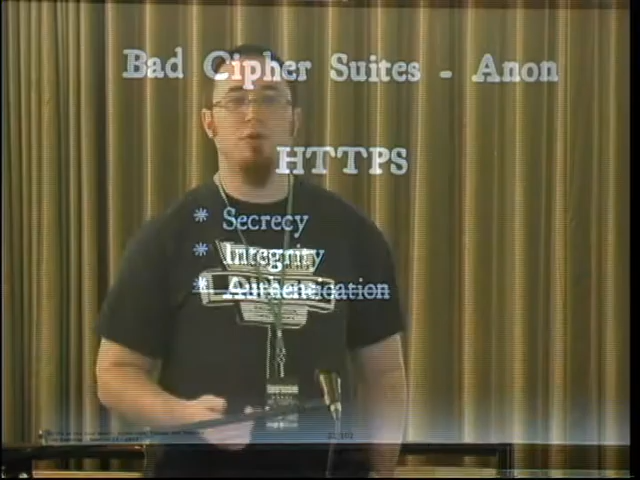 Bad Cipher Suites - Anon
HTTPS
* Secrecy
* Integrity
* Authentication